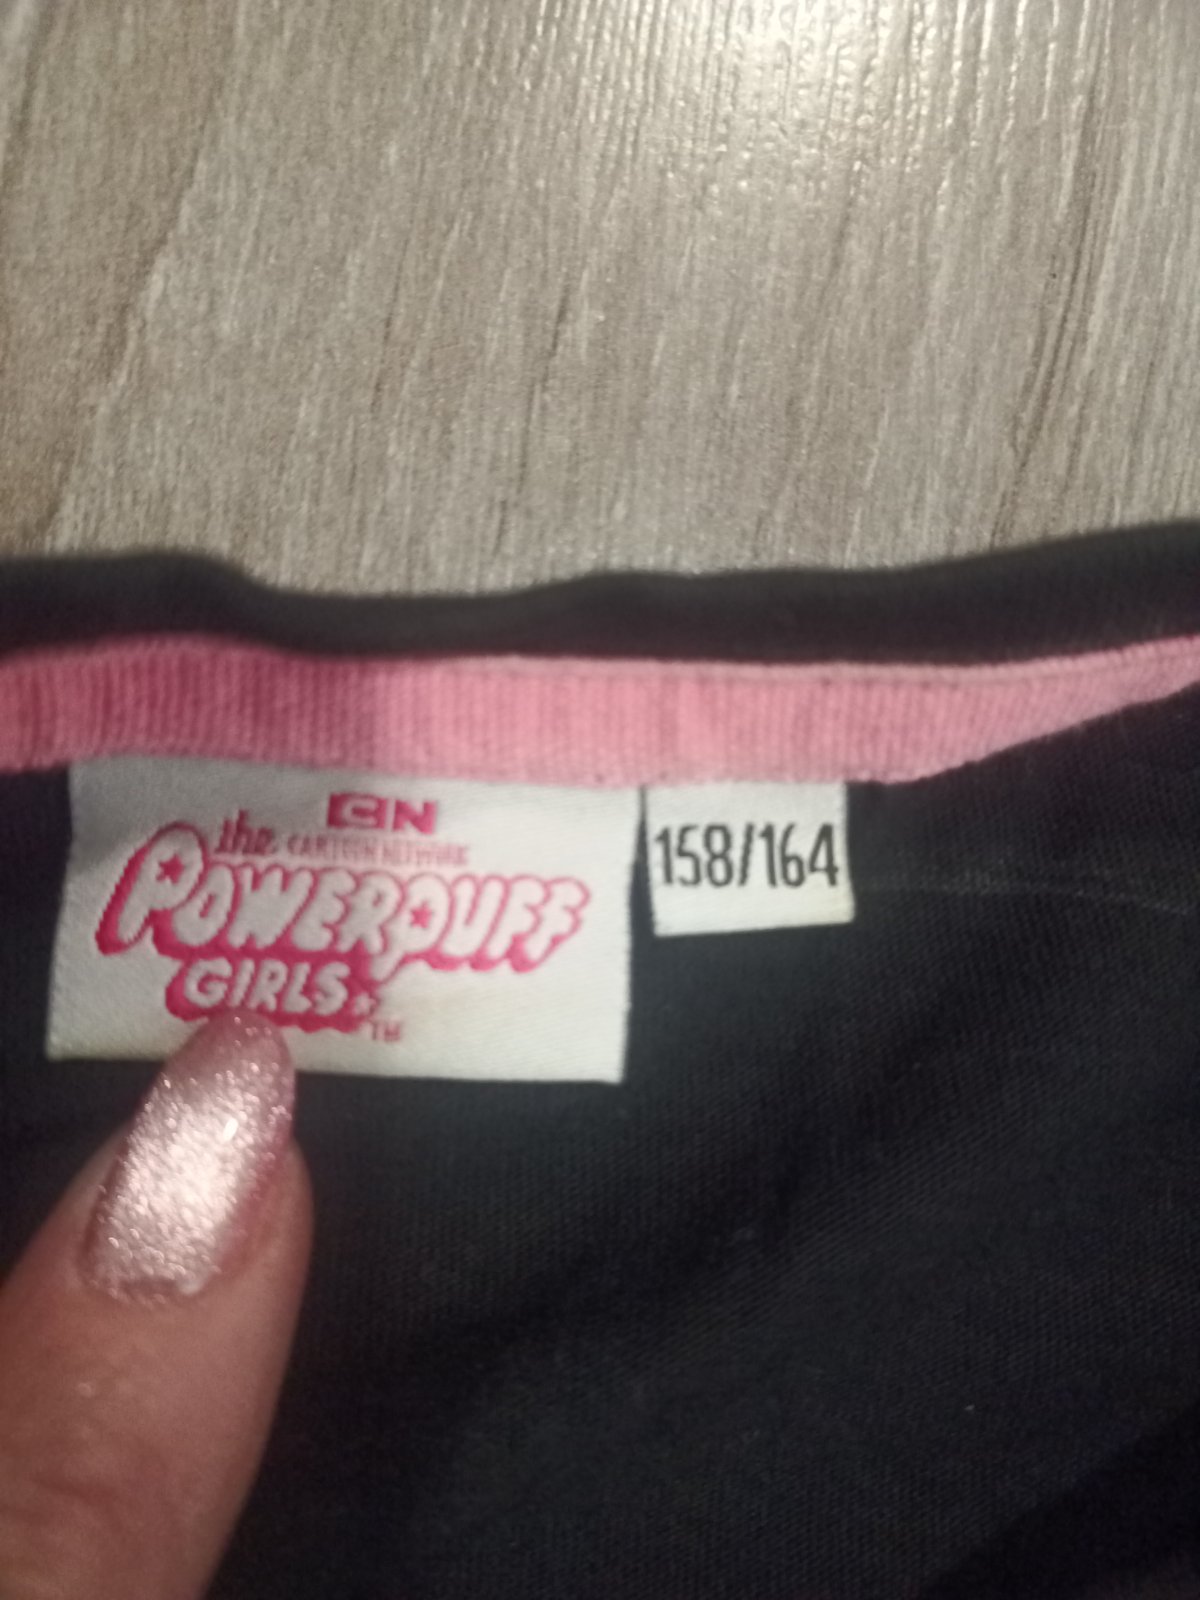 CN
the CARTOON NETWORK
POWERPUFF
GIRLS
TM
158/164